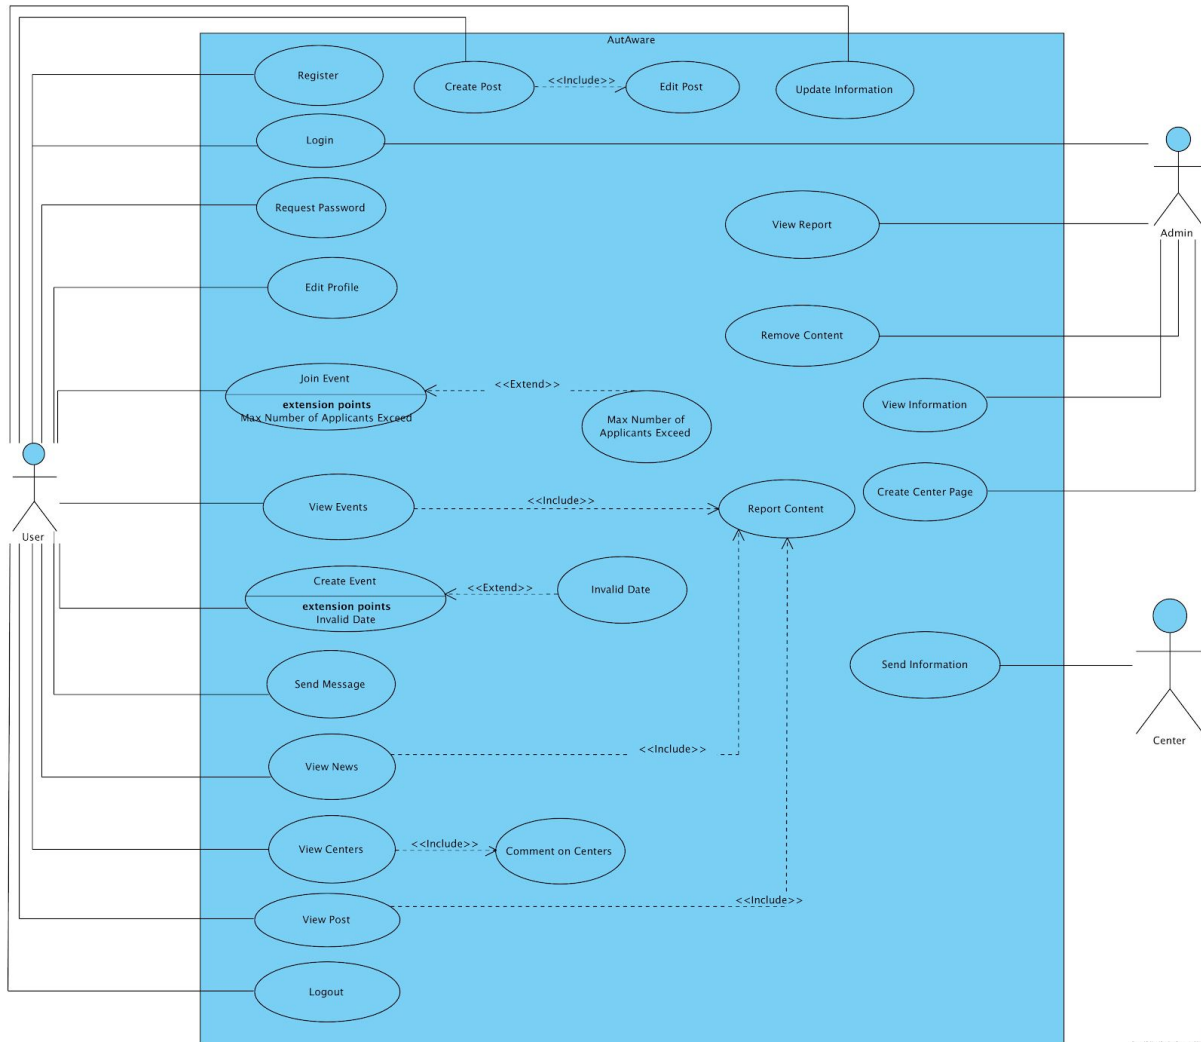 AutAware
Register
Create Post
<<Include>>
Edit Post
Update Information
Login
Request Password
View Report
Admin
Edit Profile
Remove Content
Join Event
extension points
Max Number of Applicants Exceed
<<Extend>>
Max Number of
Applicants Exceed
View Information
View Events
<<Include>>
Report Content
Create Center Page
User
Create Event
extension points
Invalid Date
<<Extend>>
Invalid Date
Send Message
Send Information
Center
View News
<<Include>>
View Centers
<<Include>>
Comment on Centers
View Post
<<Include>>
Logout